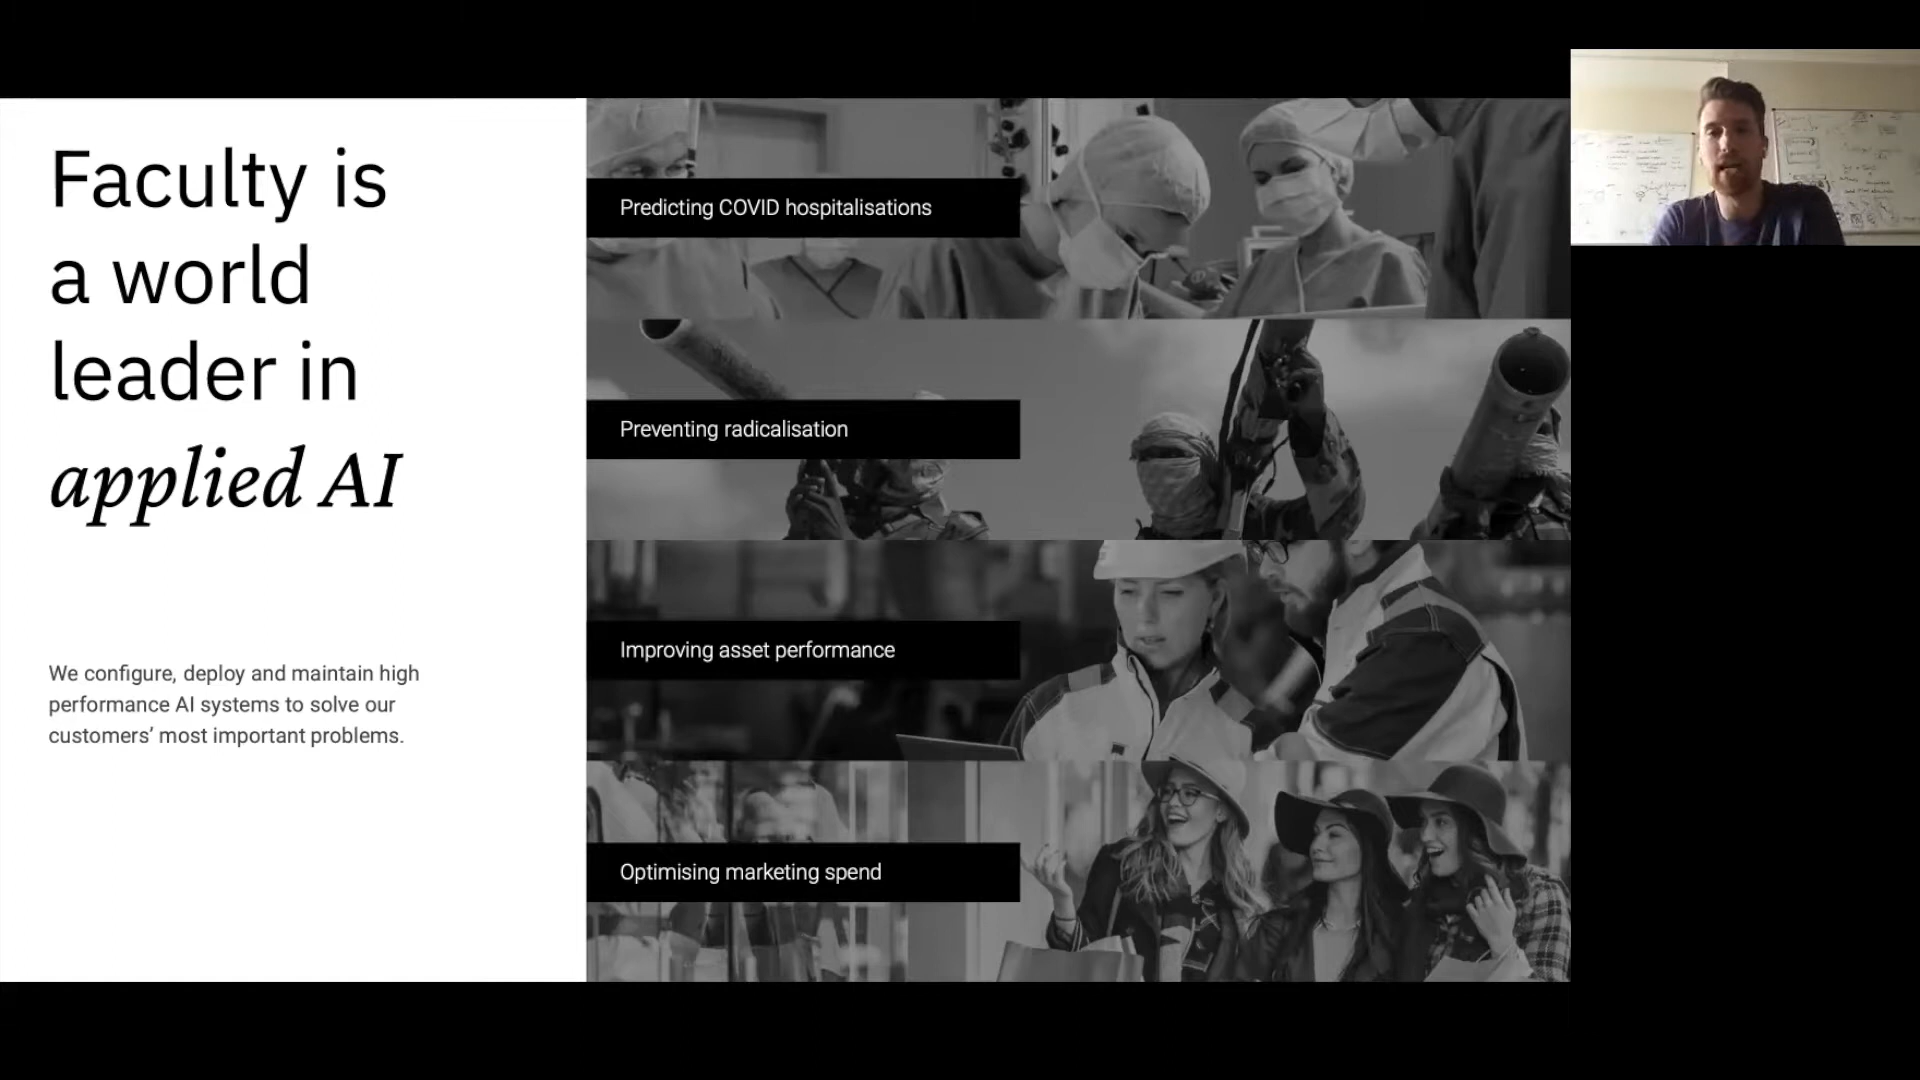 Faculty is
a world
leader in
applied AI
We configure, deploy and maintain high
performance AI systems to solve our
customers’ most important problems.
Predicting COVID hospitalisations
Preventing radicalisation
Improving asset performance
Optimising marketing spend